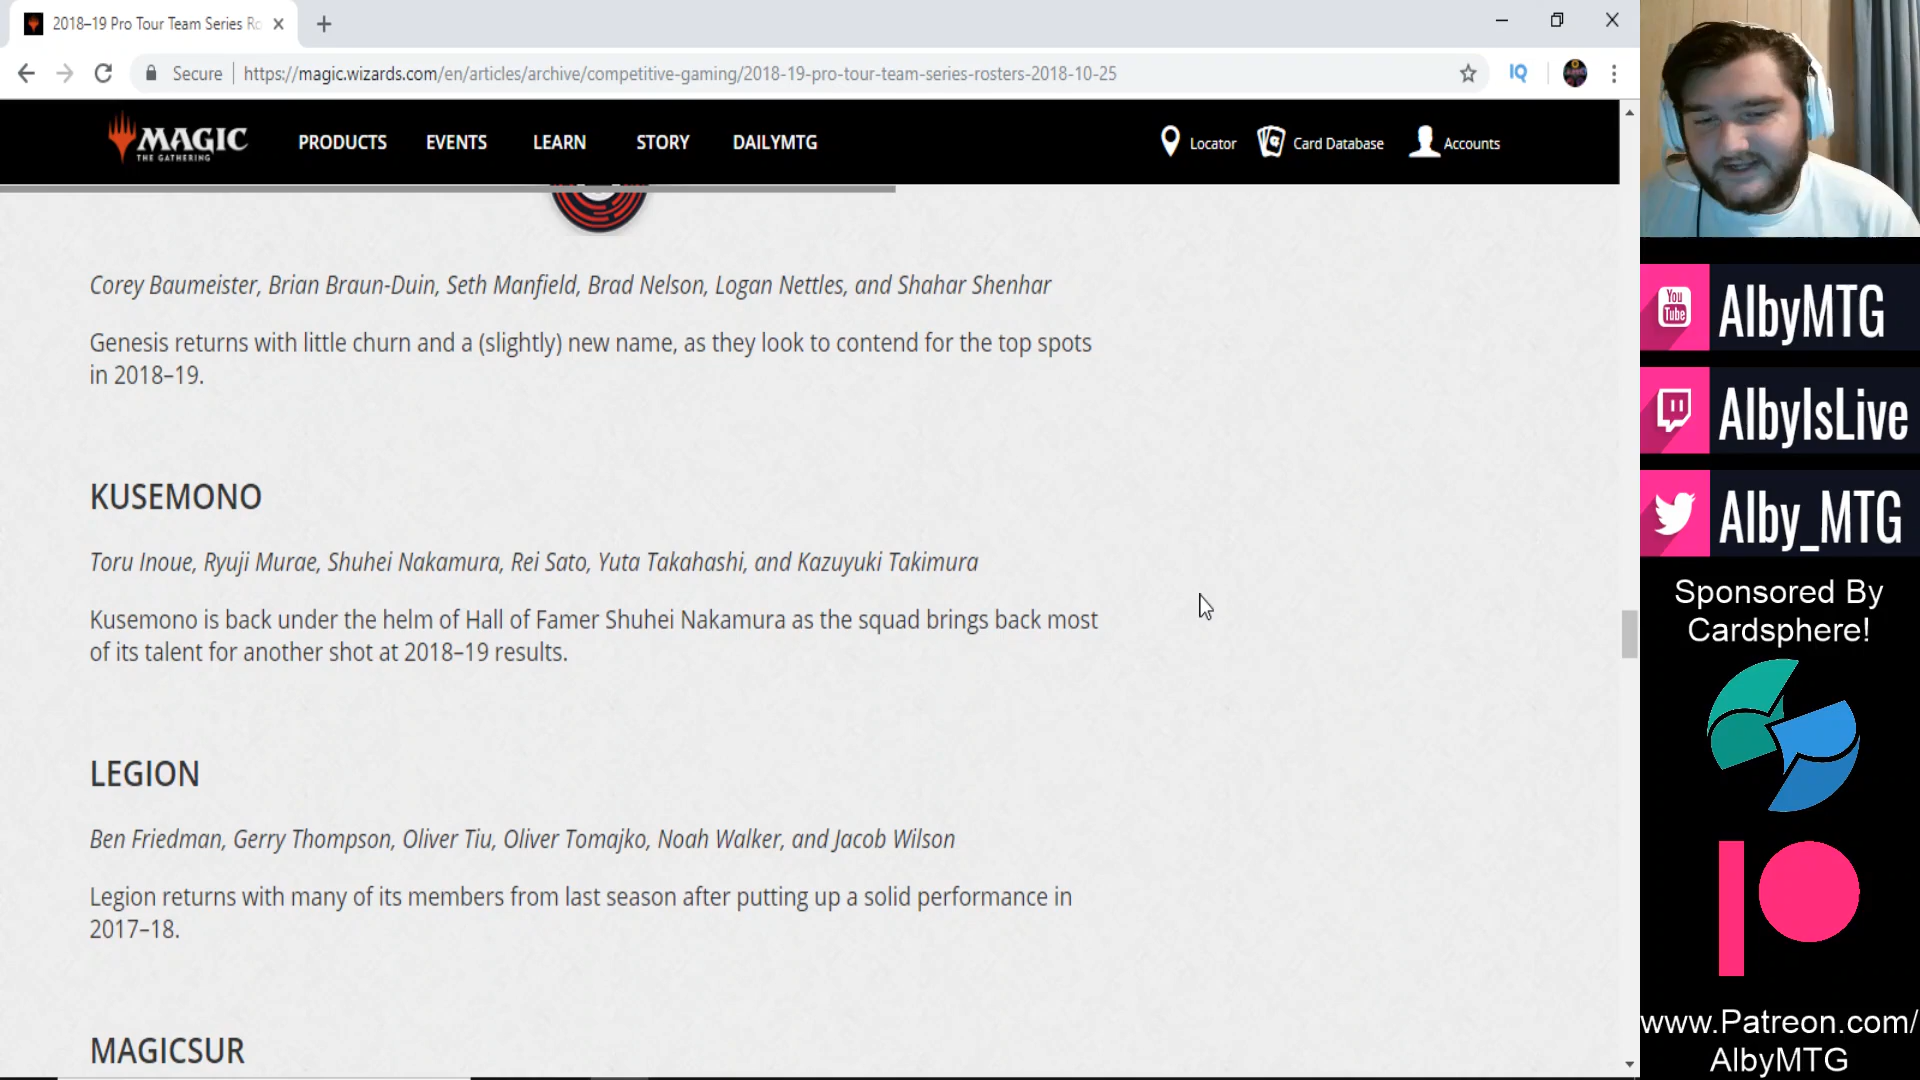 2018–19 Pro Tour Team Series Ro
Secure
https://magic.wizards.com/en/articles/archive/competitive-gaming/2018-19-pro-tour-team-series-rosters-2018-10-25
IQ
MAGIC
THE GATHERING
PRODUCTS
EVENTS
LEARN
STORY
DAILYMTG
Locator
Card Database
Accounts
Corey Baumeister, Brian Braun-Duin, Seth Manfield, Brad Nelson, Logan Nettles, and Shahar Shenhar
Genesis returns with little churn and a (slightly) new name, as they look to contend for the top spots
in 2018–19.
KUSEMONO
Toru Inoue, Ryuji Murae, Shuhei Nakamura, Rei Sato, Yuta Takahashi, and Kazuyuki Takimura
Kusemono is back under the helm of Hall of Famer Shuhei Nakamura as the squad brings back most
of its talent for another shot at 2018–19 results.
LEGION
Ben Friedman, Gerry Thompson, Oliver Tiu, Oliver Tomajko, Noah Walker, and Jacob Wilson
Legion returns with many of its members from last season after putting up a solid performance in
2017–18.
MAGICSUR
You
Tube
AlbyMTG
AlbyIsLive
Alby_MTG
Sponsored By
Cardsphere!
www.Patreon.com/
AlbyMTG